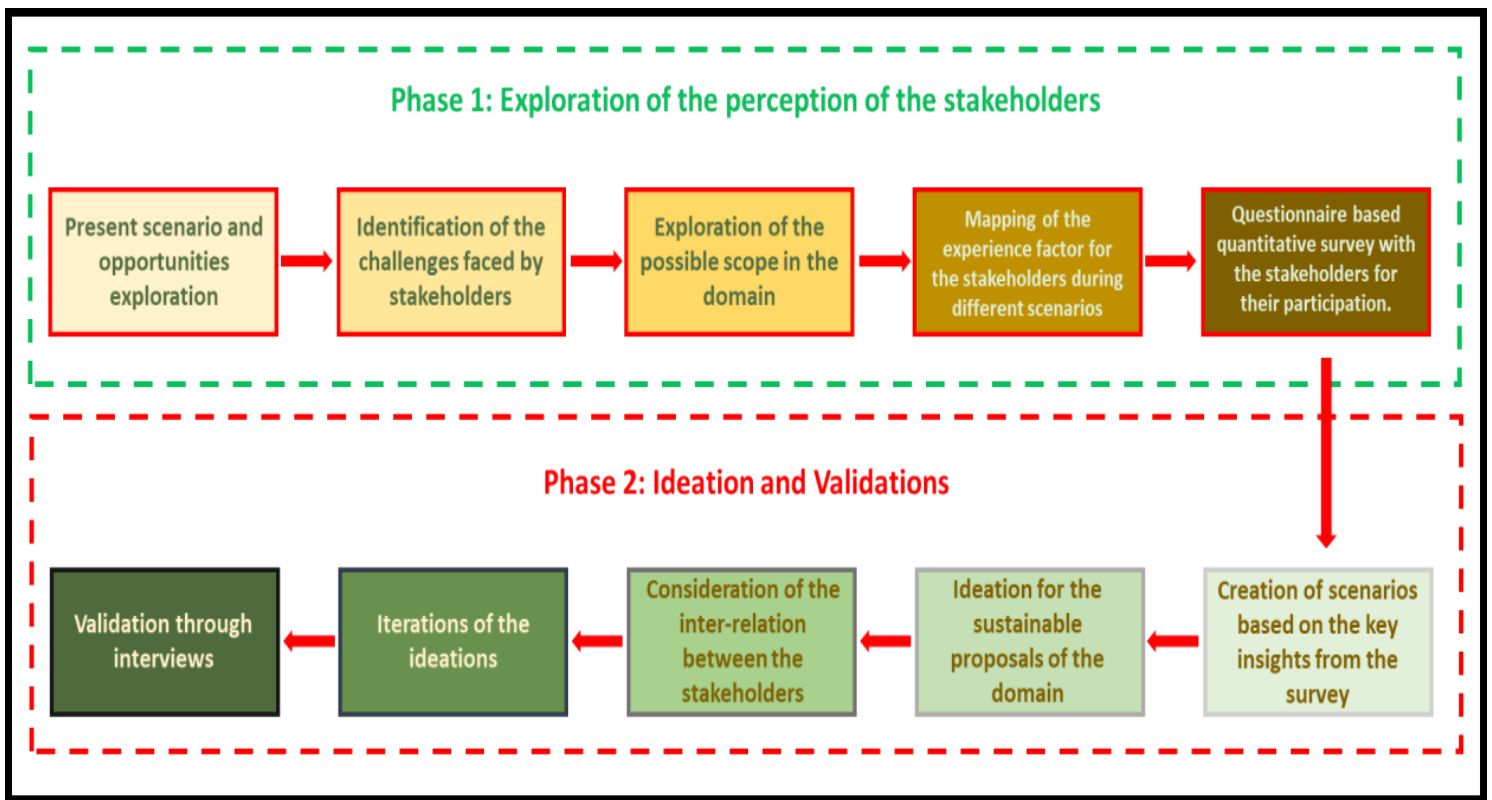 Phase 1: Exploration of the perception of the stakeholders
Present scenario and
opportunities
exploration
Identification of the
challenges faced by
stakeholders
Exploration of the
possible scope in the
domain
Mapping of the
experience factor for
the stakeholders during
different scenarios
Questionnaire based
quantitative survey with
the stakeholders for
their participation.
Phase 2: Ideation and Validations
Creation of scenarios
based on the key
insights from the
survey
Ideation for the
sustainable
proposals of the
domain
Consideration of the
inter-relation
between the
stakeholders
Iterations of the
ideations
Validation through
interviews